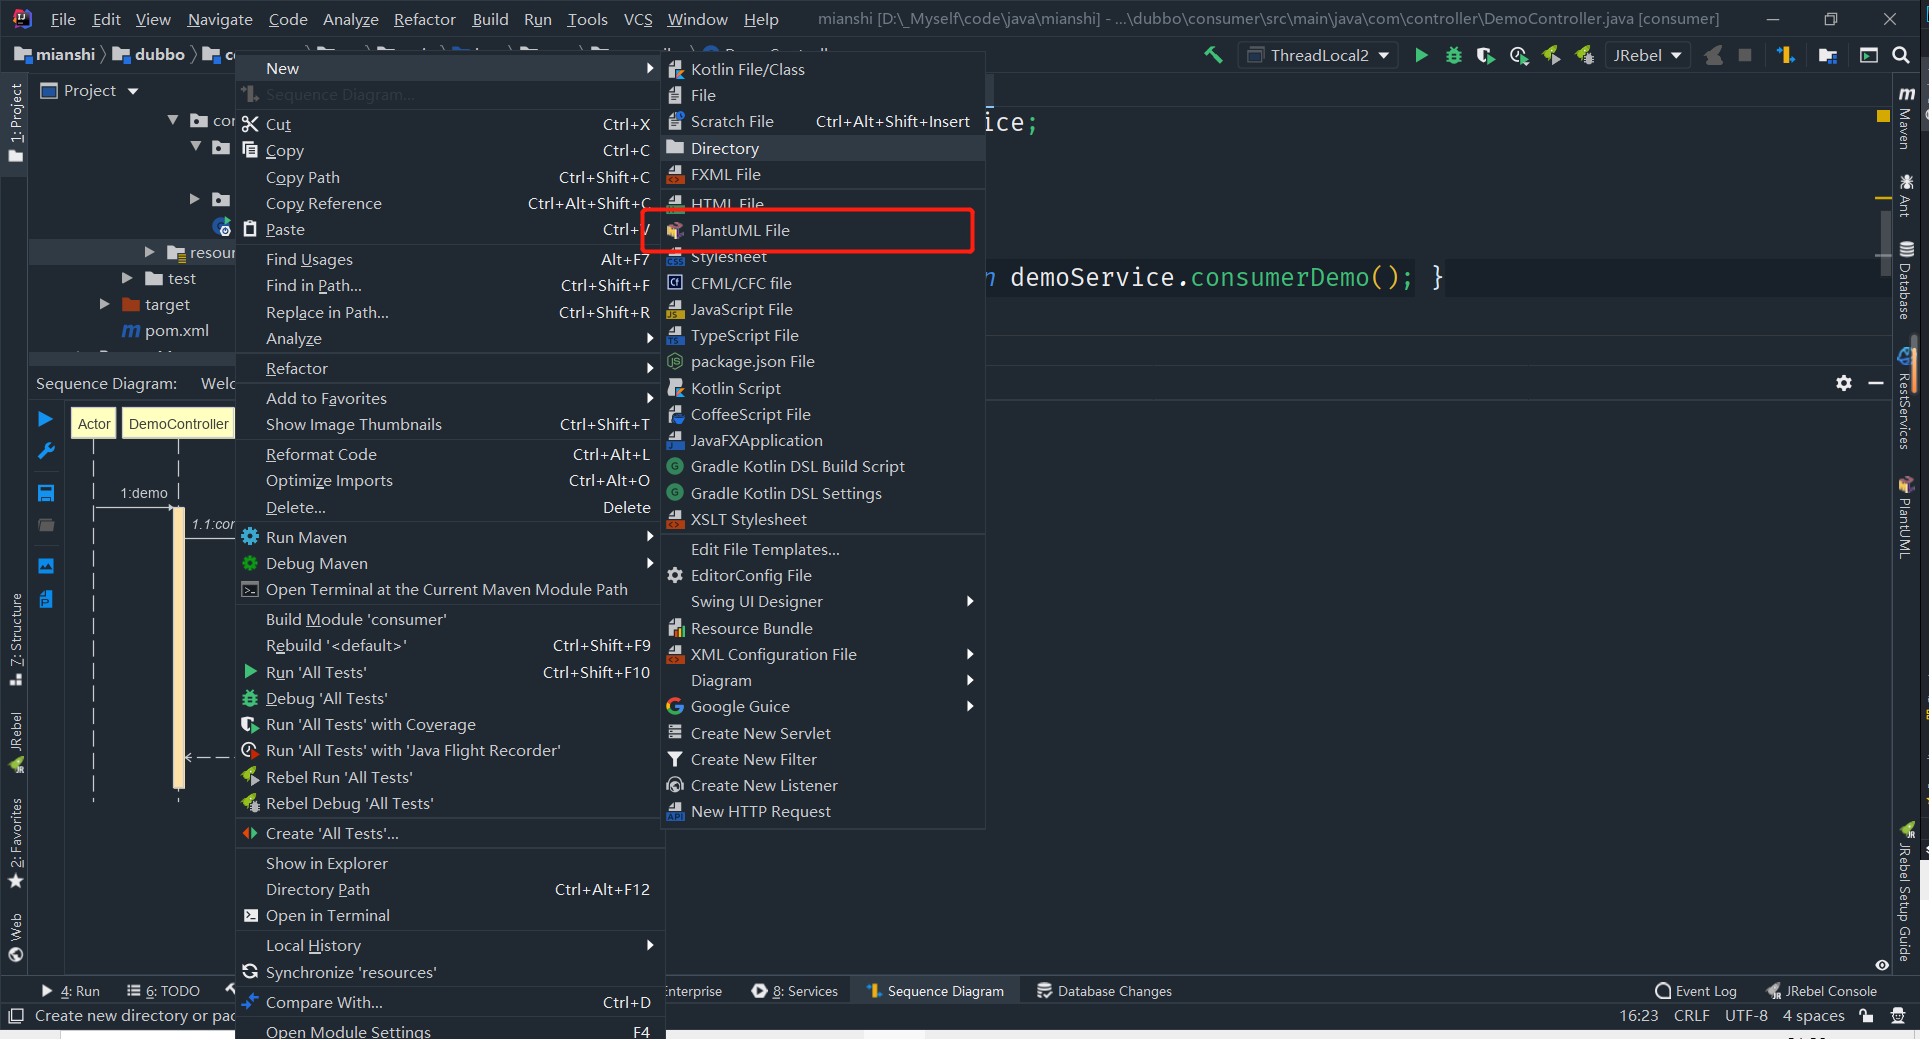 File Edit View Navigate Code Analyze Refactor Build Run Tools VCS Window Help mianshi [D:\_Myself\code\java\mianshi] - ...\dubbo\consumer\src\main\java\com\controller\DemoController.java [consumer]
mianshi dubbo ThreadLocal2 JRebel
1: Project
Project
con
resour
test
target
pom.xml
Sequence Diagram: Welc
Actor DemoController
1:demo
1.1:con
7: Structure
JRebel
2: Favorites
Web
New
Sequence Diagram...
Cut Ctrl+X
Copy Ctrl+C
Copy Path Ctrl+Shift+C
Copy Reference Ctrl+Alt+Shift+C
Paste Ctrl+V
Find Usages Alt+F7
Find in Path... Ctrl+Shift+F
Replace in Path... Ctrl+Shift+R
Analyze
Refactor
Add to Favorites
Show Image Thumbnails Ctrl+Shift+T
Reformat Code Ctrl+Alt+L
Optimize Imports Ctrl+Alt+O
Delete... Delete
Run Maven
Debug Maven
Open Terminal at the Current Maven Module Path
Build Module 'consumer'
Rebuild '<default>' Ctrl+Shift+F9
Run 'All Tests' Ctrl+Shift+F10
Debug 'All Tests'
Run 'All Tests' with Coverage
Run 'All Tests' with 'Java Flight Recorder'
Rebel Run 'All Tests'
Rebel Debug 'All Tests'
Create 'All Tests'...
Show in Explorer
Directory Path Ctrl+Alt+F12
Open in Terminal
Local History
Synchronize 'resources'
Compare With... Ctrl+D
Open Module Settings F4
Kotlin File/Class
File
Scratch File Ctrl+Alt+Shift+Insert
Directory
FXML File
HTML File
PlantUML File
Stylesheet
CFML/CFC file
JavaScript File
TypeScript File
package.json File
Kotlin Script
CoffeeScript File
JavaFXApplication
Gradle Kotlin DSL Build Script
Gradle Kotlin DSL Settings
XSLT Stylesheet
Edit File Templates...
EditorConfig File
Swing UI Designer
Resource Bundle
XML Configuration File
Diagram
Google Guice
Create New Servlet
Create New Filter
Create New Listener
New HTTP Request
ice;
n demoService.consumerDemo(); }
Maven
Ant
Database
RestServices
PlantUML
JRebel Setup Guide
4: Run 6: TODO Enterprise 8: Services Sequence Diagram Database Changes Event Log JRebel Console
Create new directory or pac 16:23 CRLF UTF-8 4 spaces